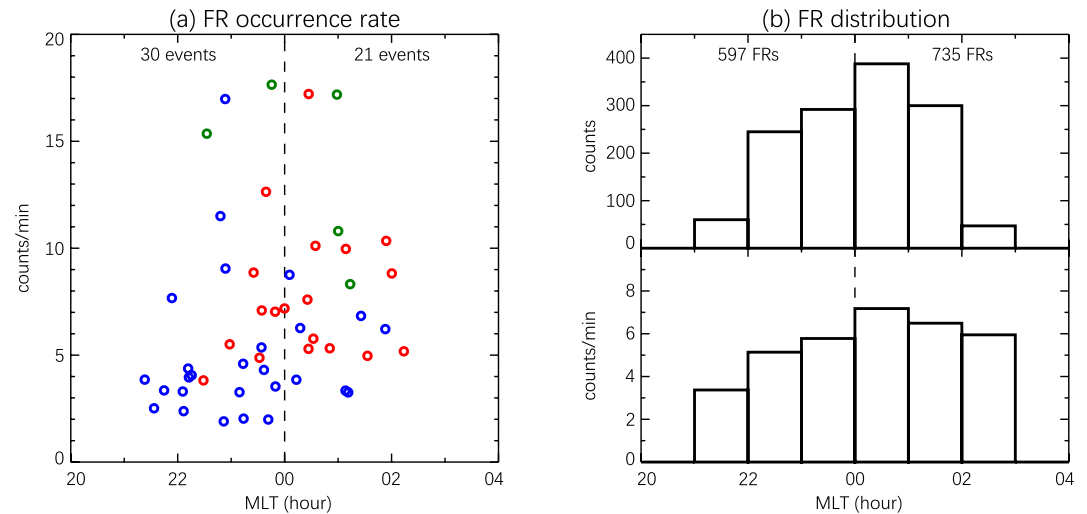 (a) FR occurrence rate
20
15
10
5
0
counts/min
30 events
21 events
20
22
00
02
04
MLT (hour)
(b) FR distribution
400
300
200
100
0
counts
597 FRs
735 FRs
8
6
4
2
0
counts/min
20
22
00
02
04
MLT (hour)